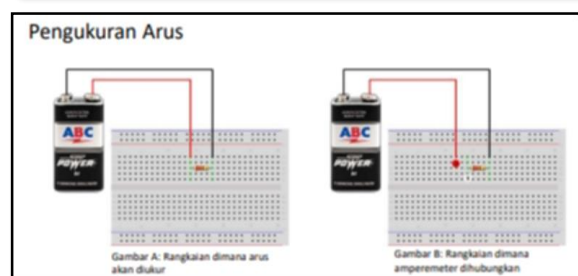 Pengukuran Arus
ABC
POWER
ABC
POWER
Gambar A: Rangkaian dimana arus
akan diukur
Gambar B: Rangkaian dimana
amperemeter dihubungkan